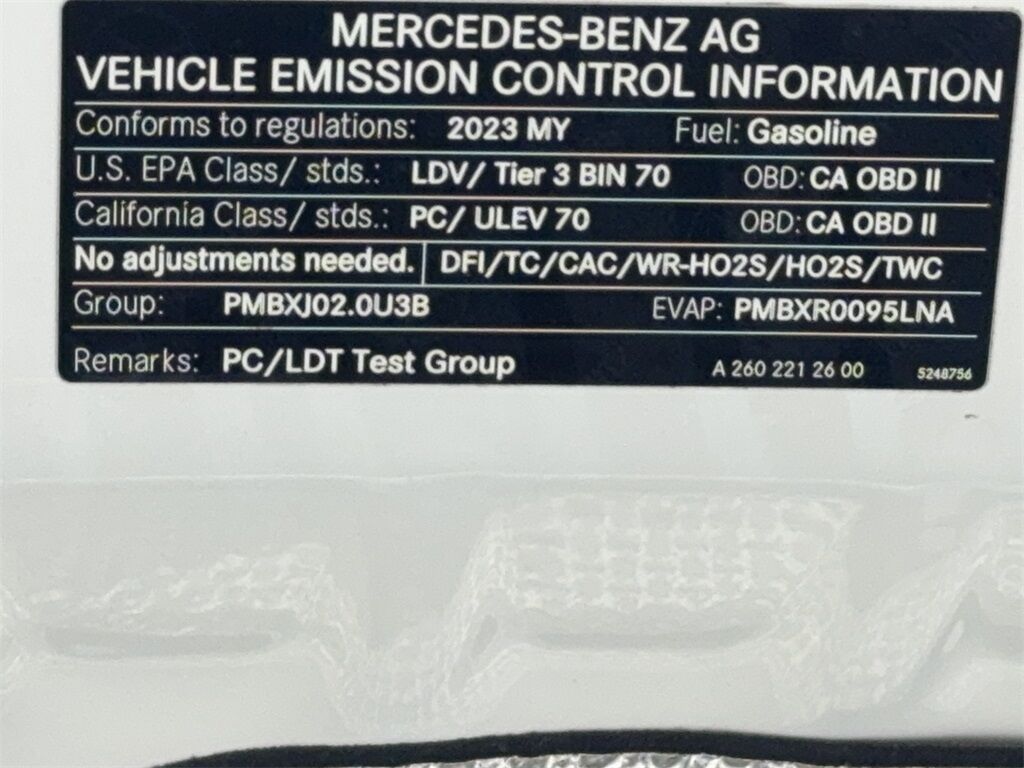 MERCEDES-BENZ AG
VEHICLE EMISSION CONTROL INFORMATION
Conforms to regulations: 2023 MY Fuel: Gasoline
U.S. EPA Class/ stds.: LDV/ Tier 3 BIN 70 OBD: CA OBD II
California Class/ stds.: PC/ ULEV 70 OBD: CA OBD II
No adjustments needed. DFI/TC/CAC/WR-HO2S/HO2S/TWC
Group: PMBXJ02.0U3B EVAP: PMBXR0095LNA
Remarks: PC/LDT Test Group A 260 221 26 00 5248756